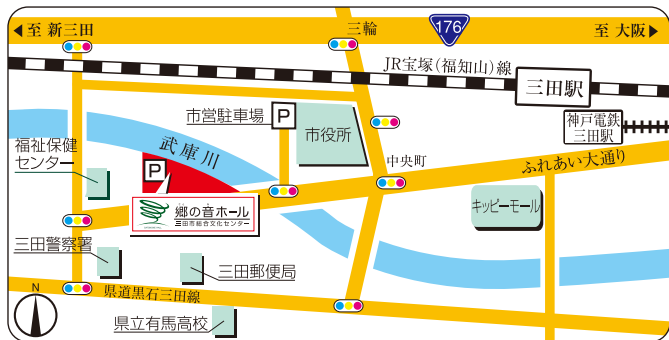 至 新三田
三輪
176
至 大阪
JR宝塚(福知山)線
三田駅
神戸電鉄
三田駅
市営駐車場
P
市役所
武庫川
福祉保健
センター
P
中央町
ふれあい大通り
郷の音ホール
三田市総合文化センター
キッピーモール
三田警察署
三田郵便局
県道黒石三田線
県立有馬高校
N